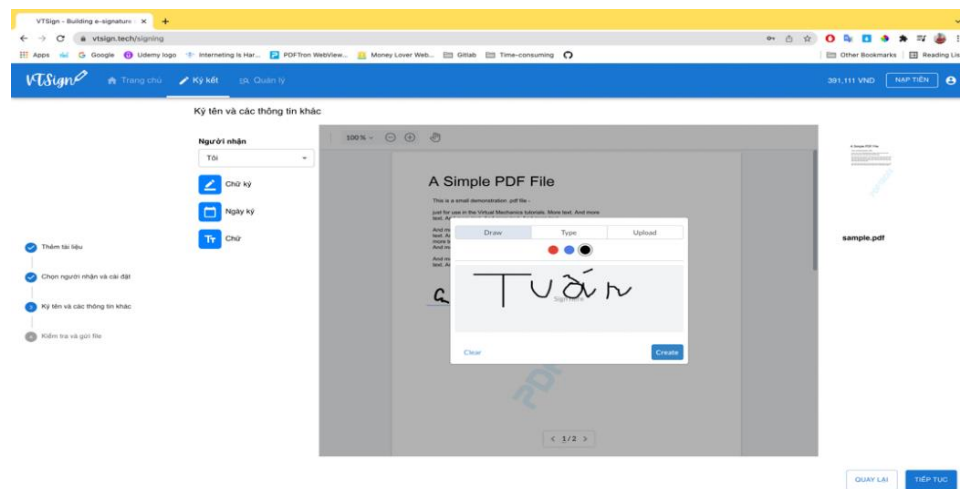 VTSign - Building e-signature
vtsign.tech/signing
Apps G Google Udemy logo Interneting Is Har... PDFTron WebView... Money Lover Web... Gitlab Time-consuming Other Bookmarks Reading Lis
VTSign Trang chủ Ký kết Quản lý 391,111 VND NẠP TIỀN
Ký tên và các thông tin khác
Người nhận
Tôi
Chữ ký
Ngày ký
Chữ
Thêm tài liệu
Chọn người nhận và cài đặt
Ký tên và các thông tin khác
Kiểm tra và gửi file
100%
A Simple PDF File
This is a small demonstration .pdf file -
just for use in the Virtual Mechanics tutorials. More text. And more
Draw Type Upload
Tuấn
Clear Create
1/2
A Simple PDF File
sample.pdf
QUAY LẠI TIẾP TỤC